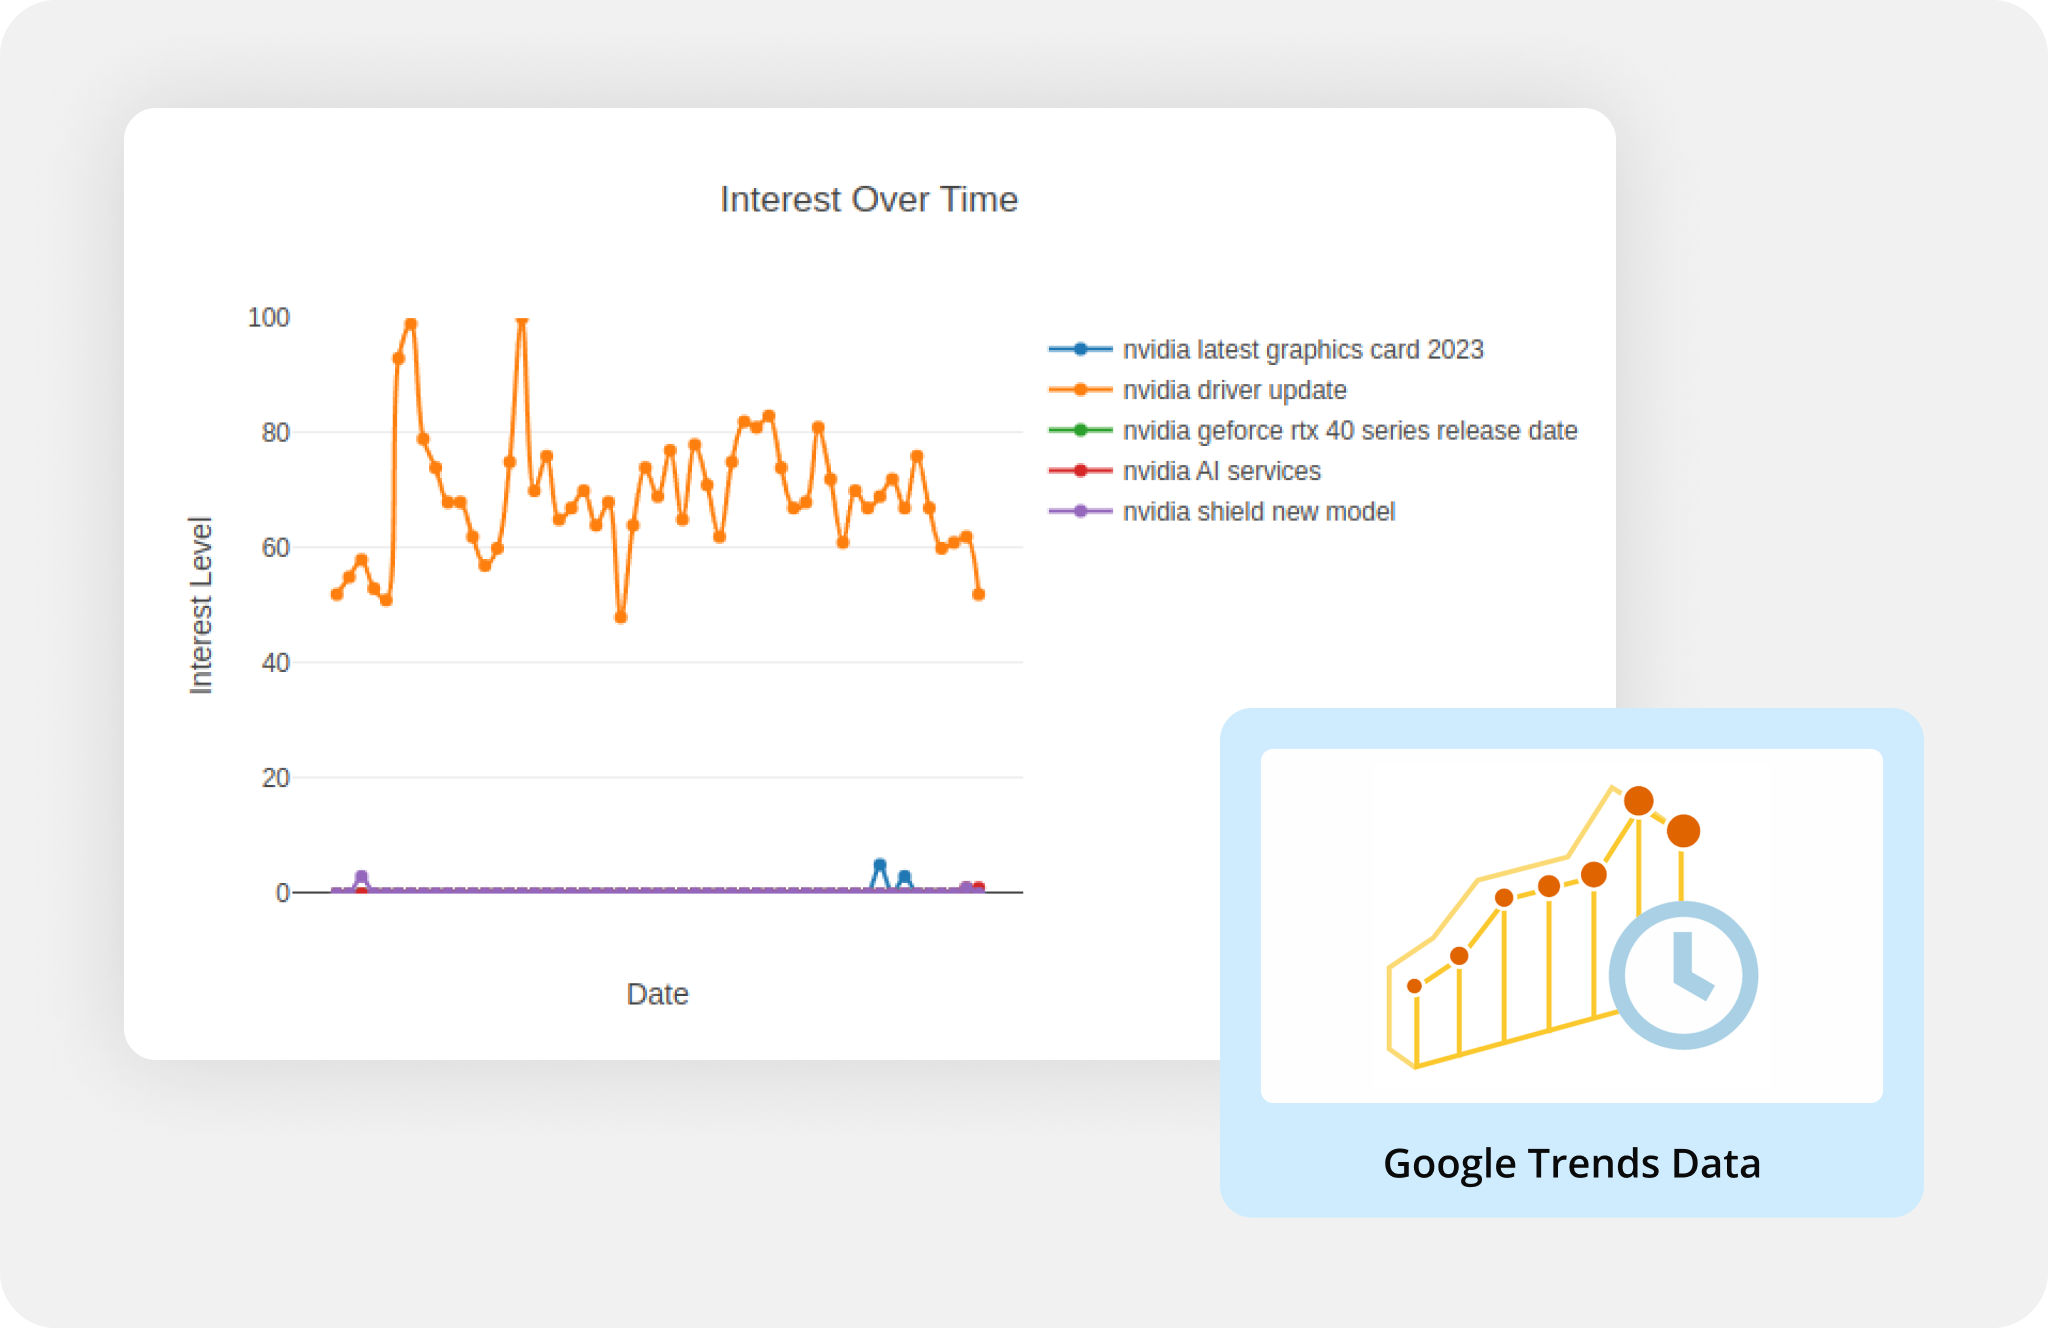 Interest Over Time
100
80
60
40
20
0
Interest Level
Date
nvidia latest graphics card 2023
nvidia driver update
nvidia geforce rtx 40 series release date
nvidia AI services
nvidia shield new model
Google Trends Data